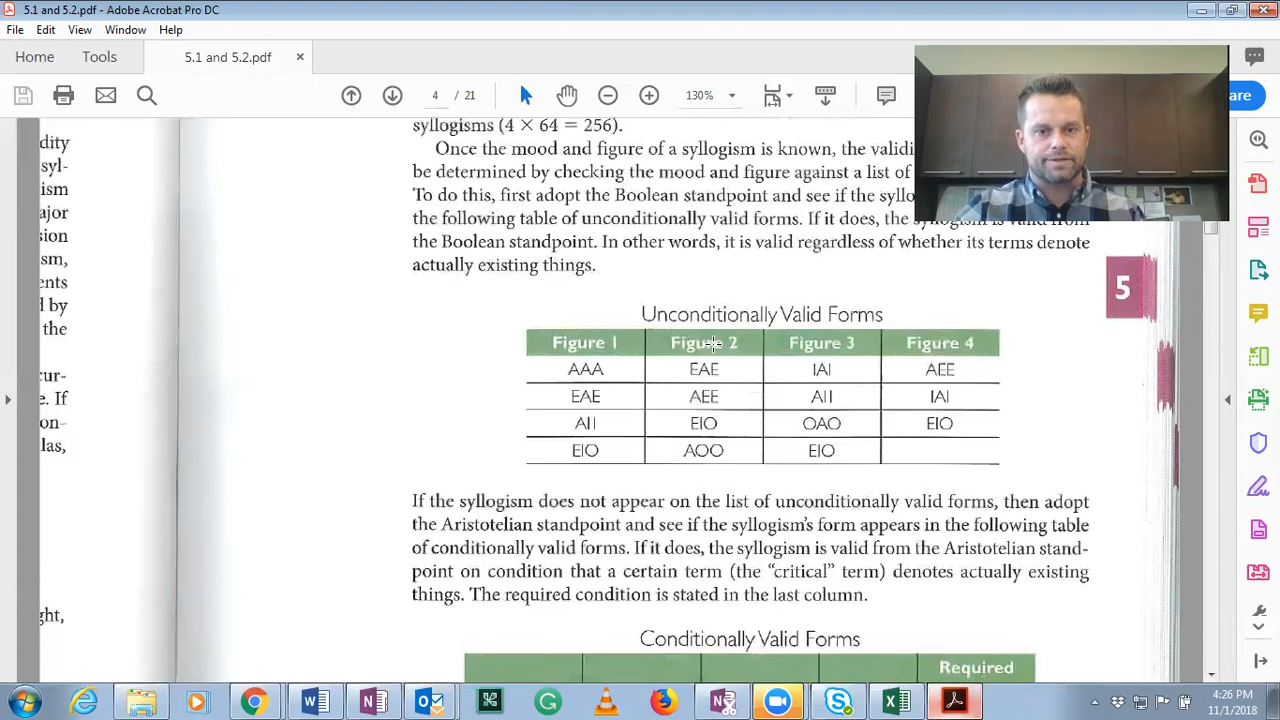 5.1 and 5.2.pdf - Adobe Acrobat Pro DC
File Edit View Window Help
Home Tools 5.1 and 5.2.pdf ×
4 / 21 130%
are
syllogisms (4 × 64 = 256).
Once the mood and figure of a syllogism is known, the
be determined by checking the mood and figure against a list of
To do this, first adopt the Boolean standpoint and see if the
the following table of unconditionally valid forms. If it does, the syllogism is valid from
the Boolean standpoint. In other words, it is valid regardless of whether its terms denote
actually existing things.
5
Unconditionally Valid Forms
Figure 1 Figure 2 Figure 3 Figure 4
AAA EAE IAI AEE
EAE AEE AII IAI
AII EIO OAO EIO
EIO AOO EIO
If the syllogism does not appear on the list of unconditionally valid forms, then adopt
the Aristotelian standpoint and see if the syllogism's form appears in the following table
of conditionally valid forms. If it does, the syllogism is valid from the Aristotelian stand-
point on condition that a certain term (the "critical" term) denotes actually existing
things. The required condition is stated in the last column.
Conditionally Valid Forms
Required
dity
syl-
ism
ajor
sion
ism,
ents
d by
the
cur-
e. If
on-
las,
ght,
4:26 PM
11/1/2018